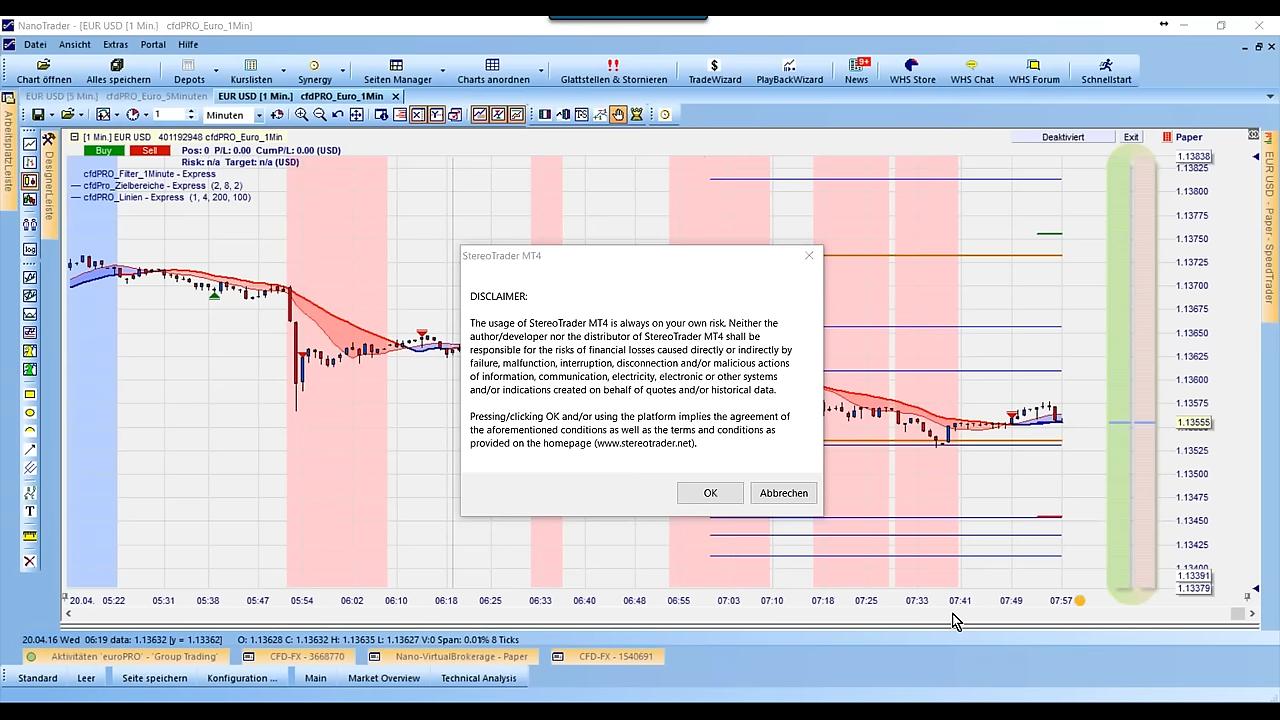 NanoTrader - [EUR USD [1 Min.]   cfdPRO_Euro_1Min]
Datei Ansicht Extras Portal Hilfe
Chart öffnen Alles speichern Depots Kurslisten Synergy Seiten Manager Charts anordnen Glattstellen & Stornieren TradeWizard PlayBackWizard News 9+ WHS Store WHS Chat WHS Forum Schnellstart
EUR USD [5 Min.] cfdPRO_Euro_5Minuten EUR USD [1 Min.] cfdPRO_Euro_1Min
1 Minuten
ArbeitsplatzLeiste
DesignerLeiste
[1 Min.] EUR USD 401192948 cfdPRO_Euro_1Min
Deaktiviert Exit Paper
Buy Sell Pos: 0 P/L: 0.00 CumP/L: 0.00 (USD)
Risk: n/a Target: n/a (USD)
cfdPRO_Filter_1Minute - Express
cfdPro_Zielbereiche - Express (2, 8, 2)
cfdPRO_Linien - Express (1, 4, 200, 100)
log
T
StereoTrader MT4
DISCLAIMER:
The usage of StereoTrader MT4 is always on your own risk. Neither the
author/developer nor the distributor of StereoTrader MT4 shall be
responsible for the risks of financial losses caused directly or indirectly by
failure, malfunction, interruption, disconnection and/or malicious actions
of information, communication, electricity, electronic or other systems
and/or indications created on behalf of quotes and/or historical data.
Pressing/clicking OK and/or using the platform implies the agreement of
the aforementioned conditions as well as the terms and conditions as
provided on the homepage (www.stereotrader.net).
OK Abbrechen
1.13838
1.13825
1.13800
1.13775
1.13750
1.13725
1.13700
1.13675
1.13650
1.13625
1.13600
1.13575
1.13555
1.13525
1.13500
1.13475
1.13450
1.13425
1.13400
1.13391
1.13379
EUR USD - Paper - SpeedTrader
20.04. 05:22 05:31 05:38 05:47 05:54 06:02 06:10 06:18 06:25 06:33 06:40 06:48 06:55 07:03 07:11 07:17 07:25 07:33 07:41 07:49 07:57
20.04.16 Wed 06:19 data: 1.13632 [y = 1.13362] O: 1.13628 C: 1.13632 H: 1.13635 L: 1.13627 V:0 Span: 0.01% 8 Ticks
Aktivitäten 'euroPRO' - 'Group Trading' CFD-FX - 3668770 Nano-VirtualBrokerage - Paper CFD-FX - 1540691
Standard Leer Seite speichern Konfiguration ... Main Market Overview Technical Analysis